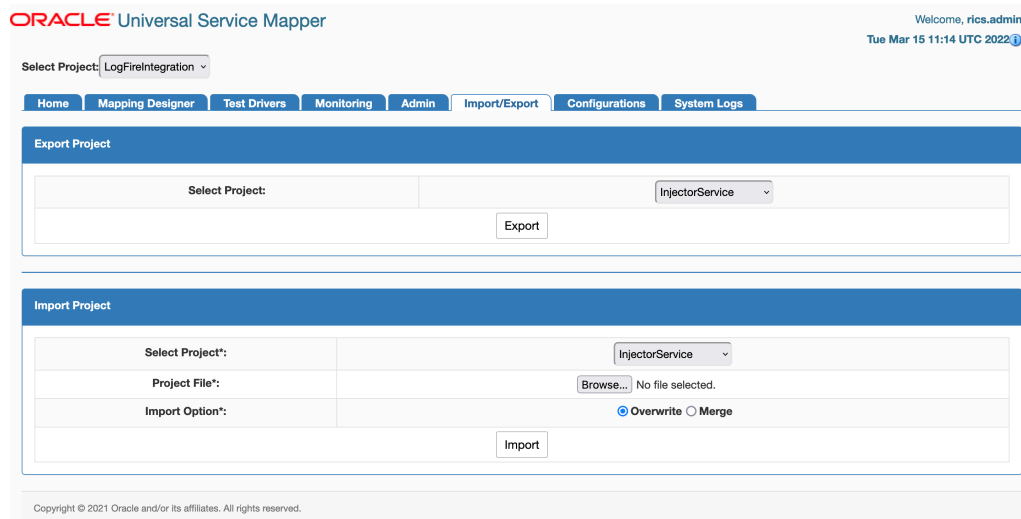 ORACLE® Universal Service Mapper
Welcome, rics.admin
Tue Mar 15 11:14 UTC 2022
Select Project: LogFireIntegration
Home Mapping Designer Test Drivers Monitoring Admin Import/Export Configurations System Logs
Export Project
Select Project: InjectorService
Export
Import Project
Select Project*: InjectorService
Project File*: Browse... No file selected.
Import Option*: Overwrite Merge
Import
Copyright © 2021 Oracle and/or its affiliates. All rights reserved.